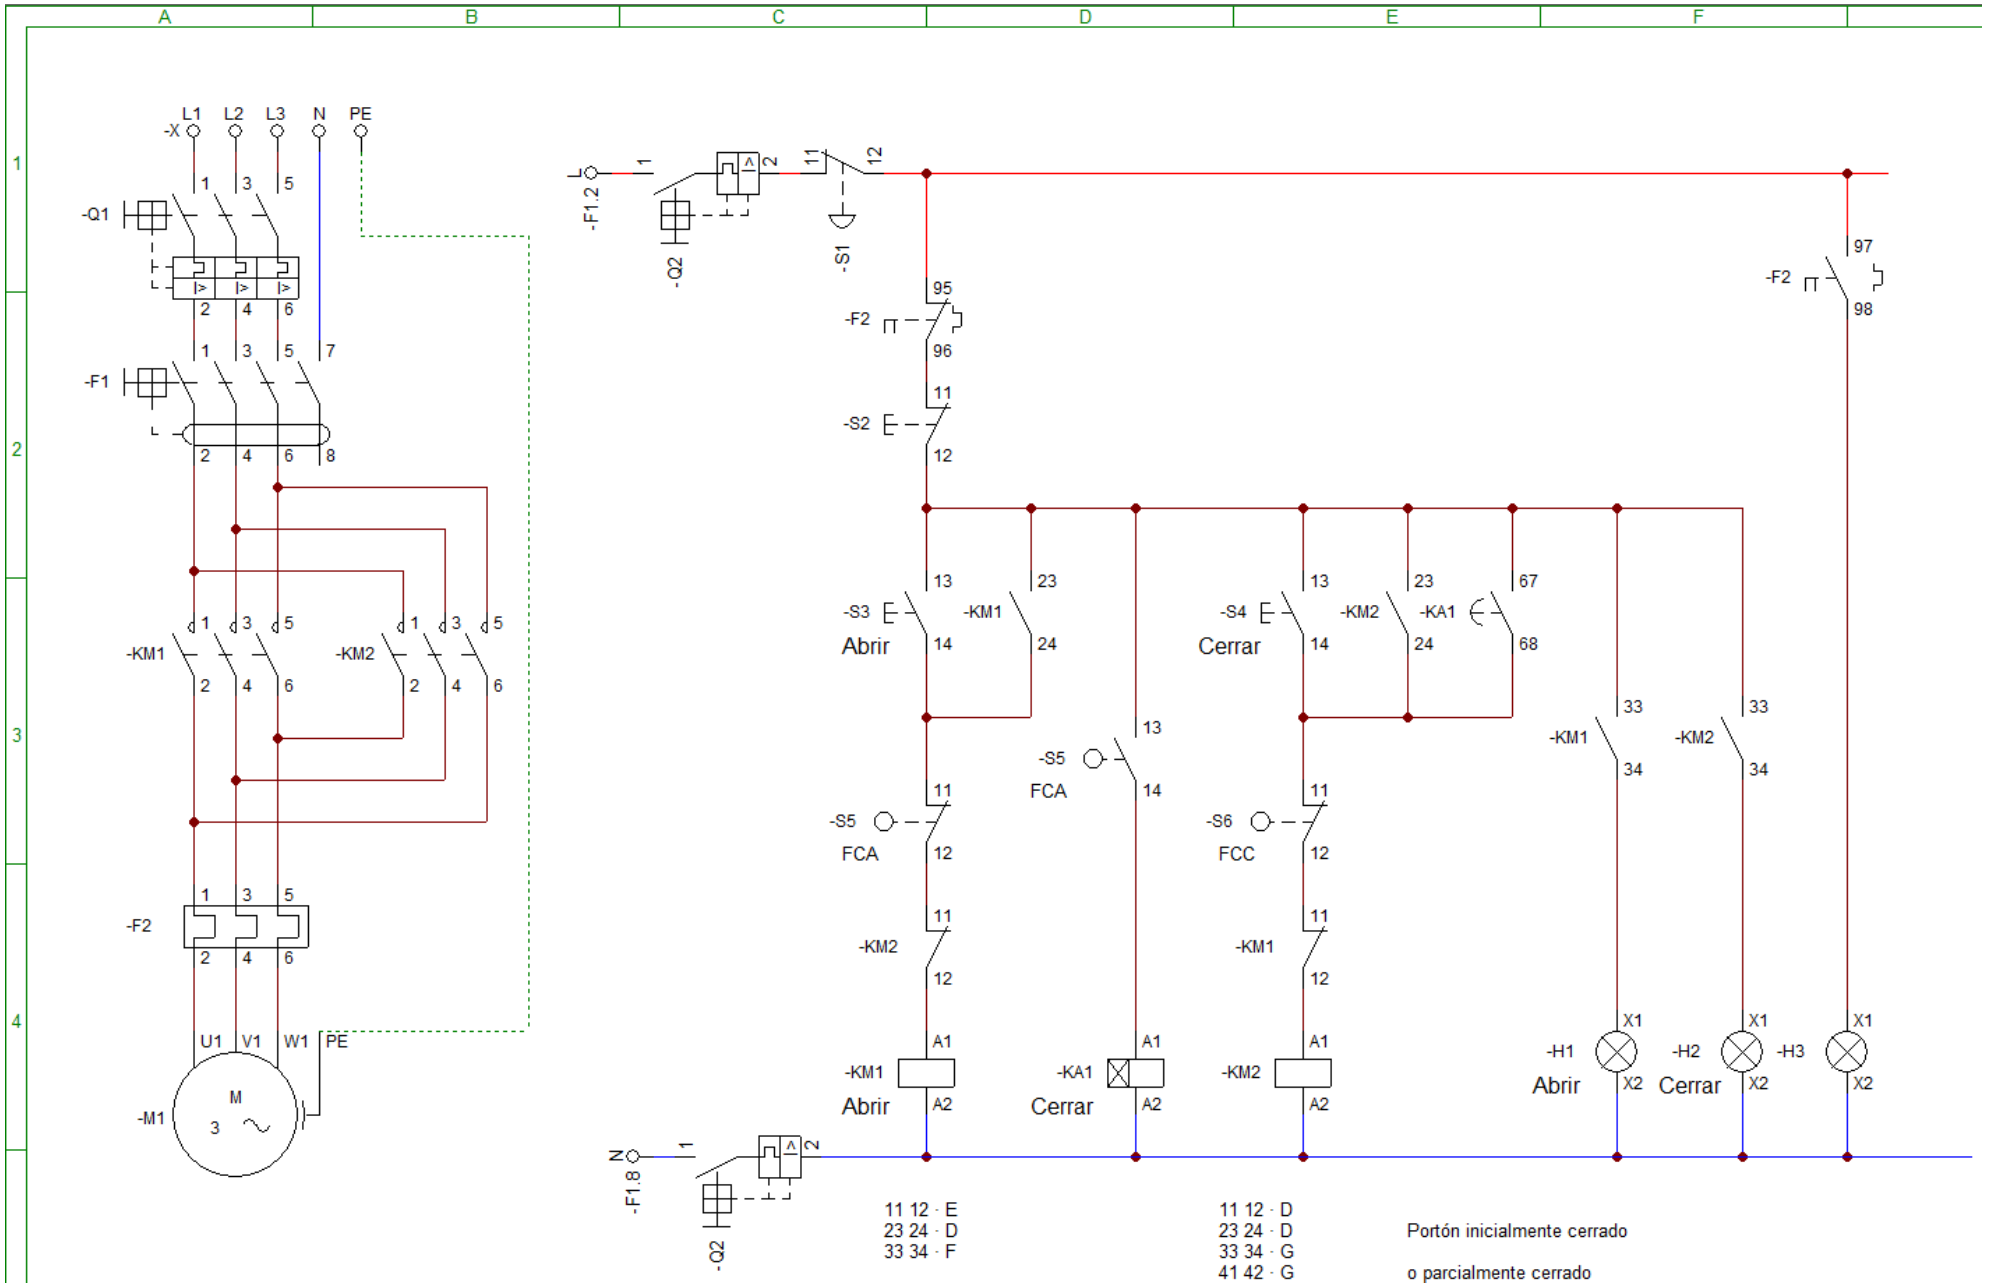 A B C D E F
L1 L2 L3 N PE
-X
1
L 1 2 11 12
-F1.2
-Q2
-S1
1 3 5
-Q1
I> I> I>
2 4 6
97
-F2
98
95
-F2
96
1 3 5 7
-F1
2 4 6 8
2
11
-S2
12
13 23 13 23 67
-S3 -KM1 -S4 -KM2 -KA1
Abrir 14 24 Cerrar 14 24 68
1 3 5 1 3 5
-KM1 -KM2
2 4 6 2 4 6
3
13
-S5
FCA 14
33 33
-KM1 -KM2
34 34
11 11
-S5 -S6
FCA 12 FCC 12
1 3 5
-F2
2 4 6
11 11
-KM2 -KM1
12 12
4
U1 V1 W1 PE
M
3
-M1
A1 A1 A1
-KM1 -KA1 -KM2
Abrir A2 Cerrar A2 A2
X1 X1 X1
-H1 -H2 -H3
Abrir X2 Cerrar X2 X2
N 1 2
-F1.8
-Q2
11 12 · E
23 24 · D
33 34 · F
11 12 · D
23 24 · D
33 34 · G
41 42 · G
Portón inicialmente cerrado
o parcialmente cerrado